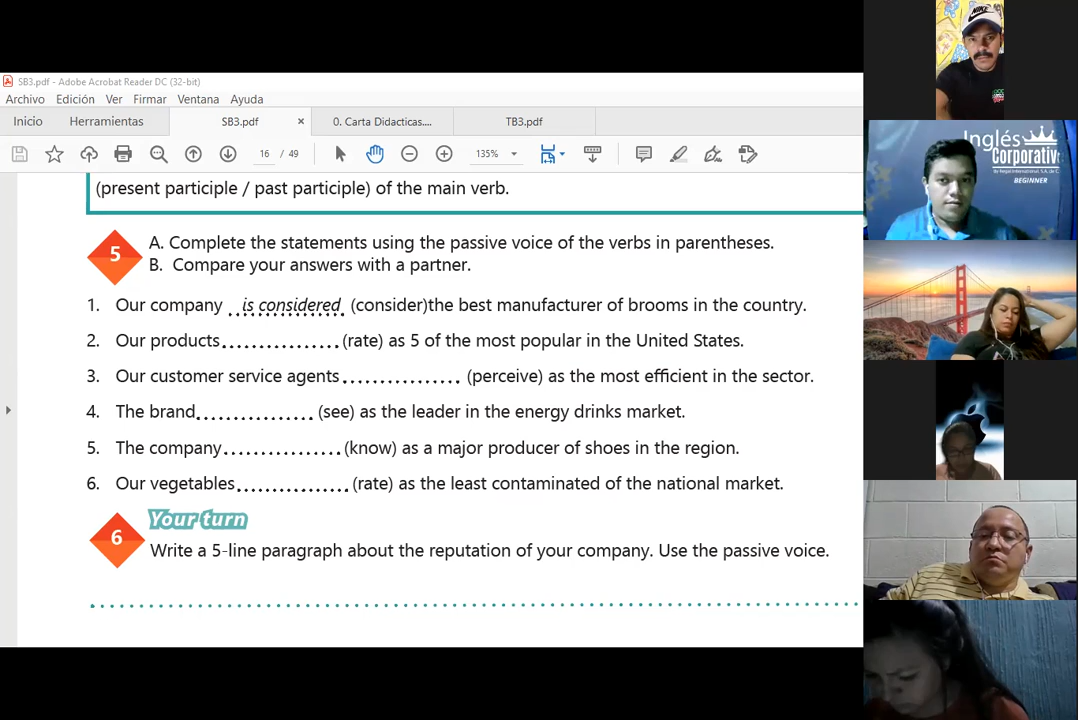 SB3.pdf - Adobe Acrobat Reader DC (32-bit)
Archivo Edición Ver Firmar Ventana Ayuda
Inicio Herramientas SB3.pdf × 0. Carta Didacticas.... TB3.pdf
16 / 49 135%
(present participle / past participle) of the main verb.
5
A. Complete the statements using the passive voice of the verbs in parentheses.
B. Compare your answers with a partner.
1. Our company ..is considered.. (consider)the best manufacturer of brooms in the country.
2. Our products................(rate) as 5 of the most popular in the United States.
3. Our customer service agents................ (perceive) as the most efficient in the sector.
4. The brand................ (see) as the leader in the energy drinks market.
5. The company................(know) as a major producer of shoes in the region.
6. Our vegetables................ (rate) as the least contaminated of the national market.
Your turn
6
Write a 5-line paragraph about the reputation of your company. Use the passive voice.
NIKE
Inglés
Corporativ
By Regal International, S.A. de C.
BEGINNER